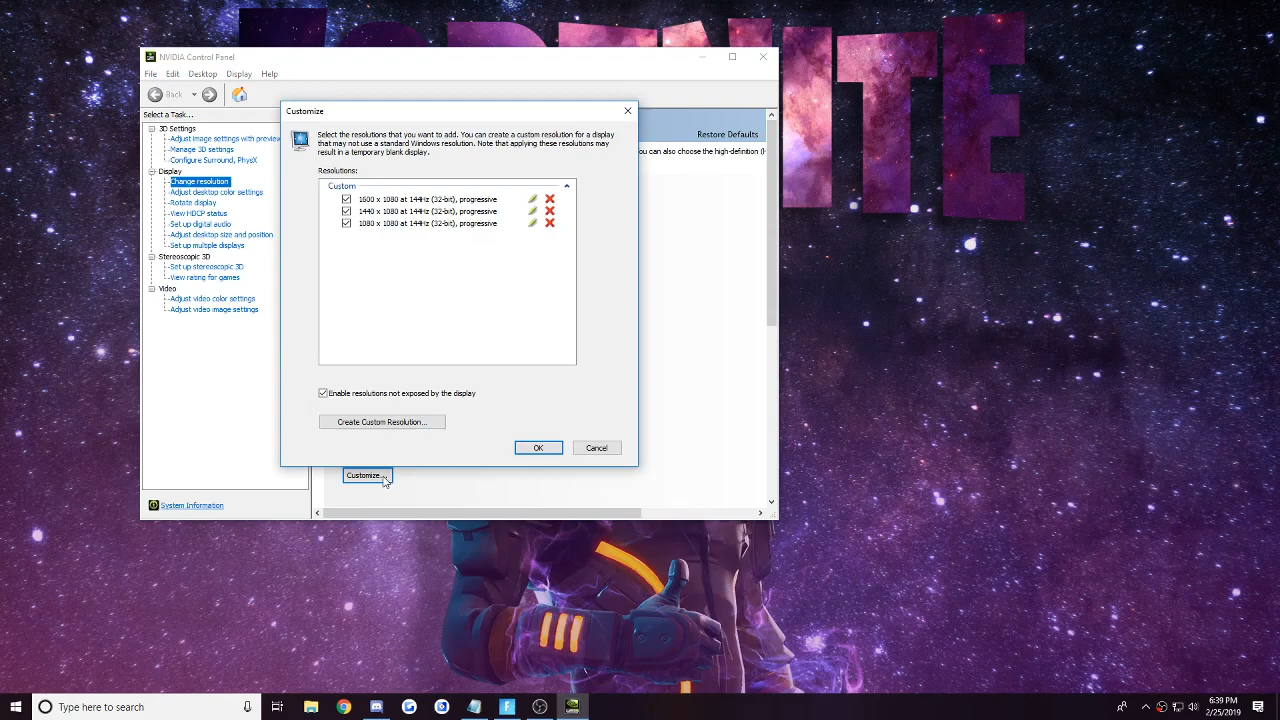 FORTNITE
NVIDIA Control Panel
File Edit Desktop Display Help
Back
Select a Task...
3D Settings
Adjust image settings with preview
Manage 3D settings
Configure Surround, PhysX
Display
Change resolution
Adjust desktop color settings
Rotate display
View HDCP status
Set up digital audio
Adjust desktop size and position
Set up multiple displays
Stereoscopic 3D
Set up stereoscopic 3D
View rating for games
Video
Adjust video color settings
Adjust video image settings
System Information
Restore Defaults
ou can also choose the high-definition (H
Customize
Select the resolutions that you want to add. You can create a custom resolution for a display
that may not use a standard Windows resolution. Note that applying these resolutions may
result in a temporary blank display.
Resolutions:
Custom
1600 x 1080 at 144Hz (32-bit), progressive
1440 x 1080 at 144Hz (32-bit), progressive
1080 x 1080 at 144Hz (32-bit), progressive
Enable resolutions not exposed by the display
Create Custom Resolution...
OK Cancel
Customize...
Type here to search
6:39 PM
2/25/2019